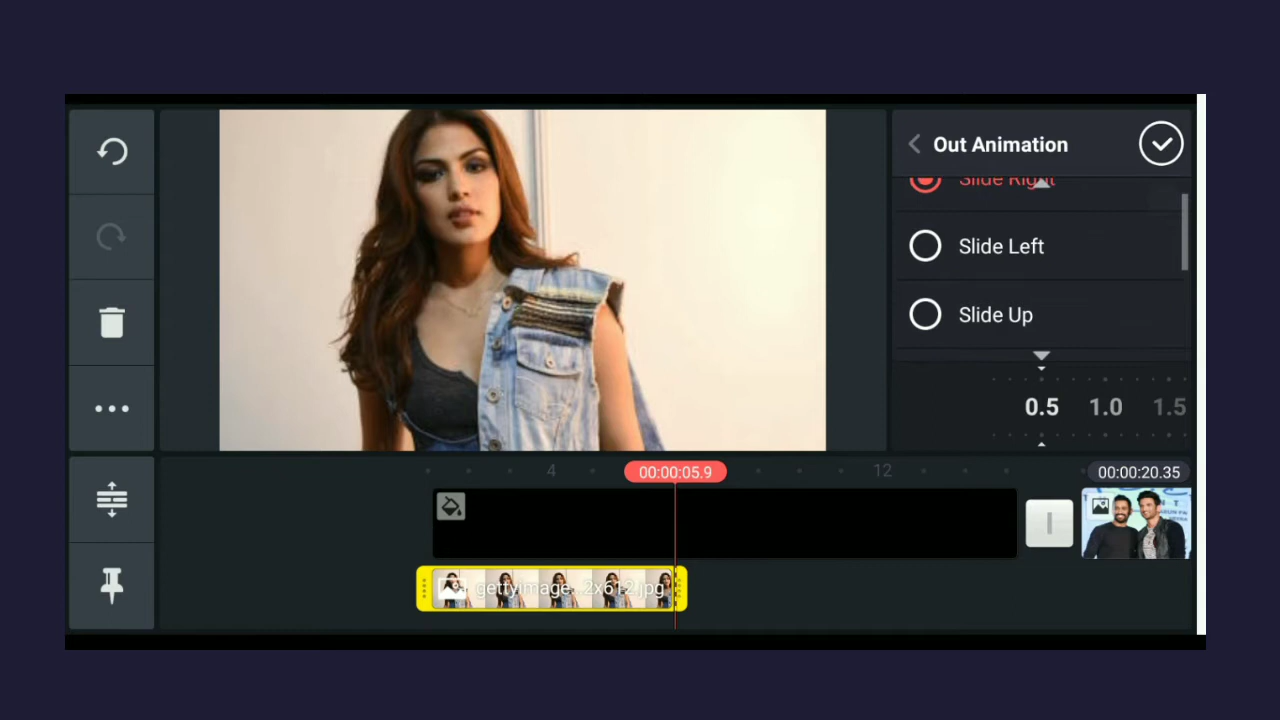 Out Animation
Slide Right
Slide Left
Slide Up
0.5 1.0 1.5
4
00:00:05.9
12
00:00:20.35
gettyimage...2x612.jpg